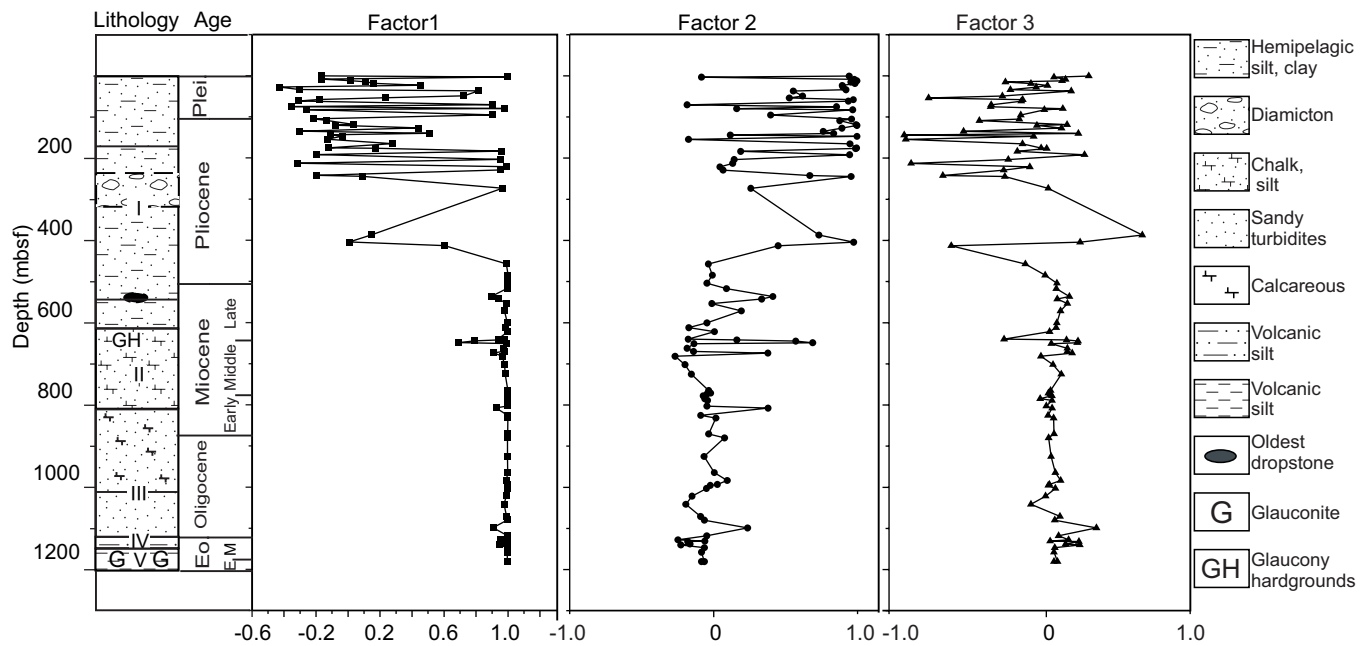 Lithology Age Factor1 Factor 2 Factor 3
Depth (mbsf)
200
400
600
800
1000
1200
I
GH
II
III
IV
G V G
Plei.
Pliocene
Miocene
Late
Middle
Early
Oligocene
Eo.
E.M
-0.6 -0.2 0.2 0.6 1.0
-1.0 0 1.0
-1.0 0 1.0
Hemipelagic
silt, clay
Diamicton
Chalk,
silt
Sandy
turbidites
Calcareous
Volcanic
silt
Volcanic
silt
Oldest
dropstone
G
Glauconite
GH
Glaucony
hardgrounds